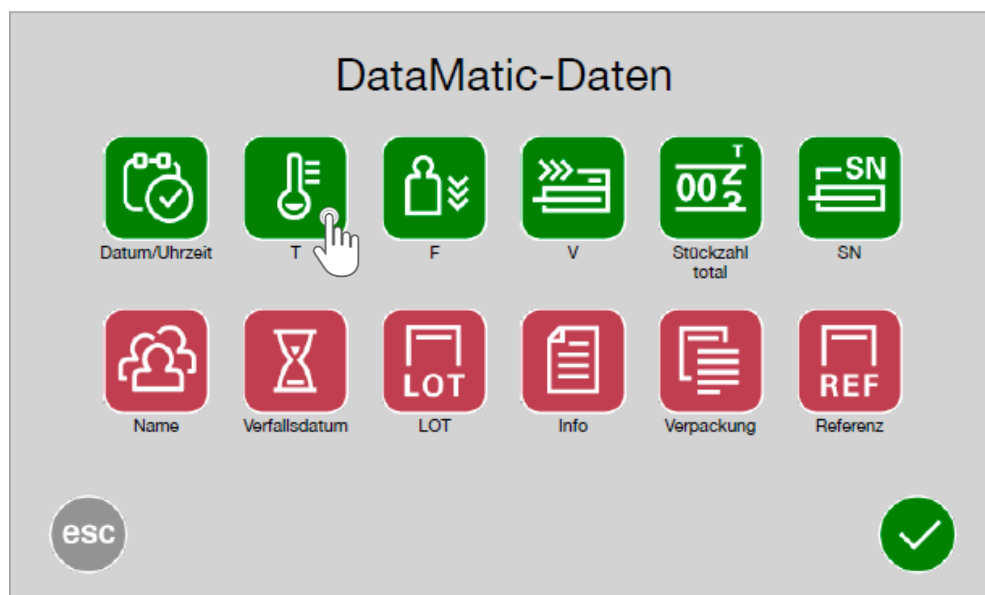 DataMatic-Daten
T
002
SN
Datum/Uhrzeit
T
F
V
Stückzahl
total
SN
LOT
REF
Name
Verfallsdatum
LOT
Info
Verpackung
Referenz
esc